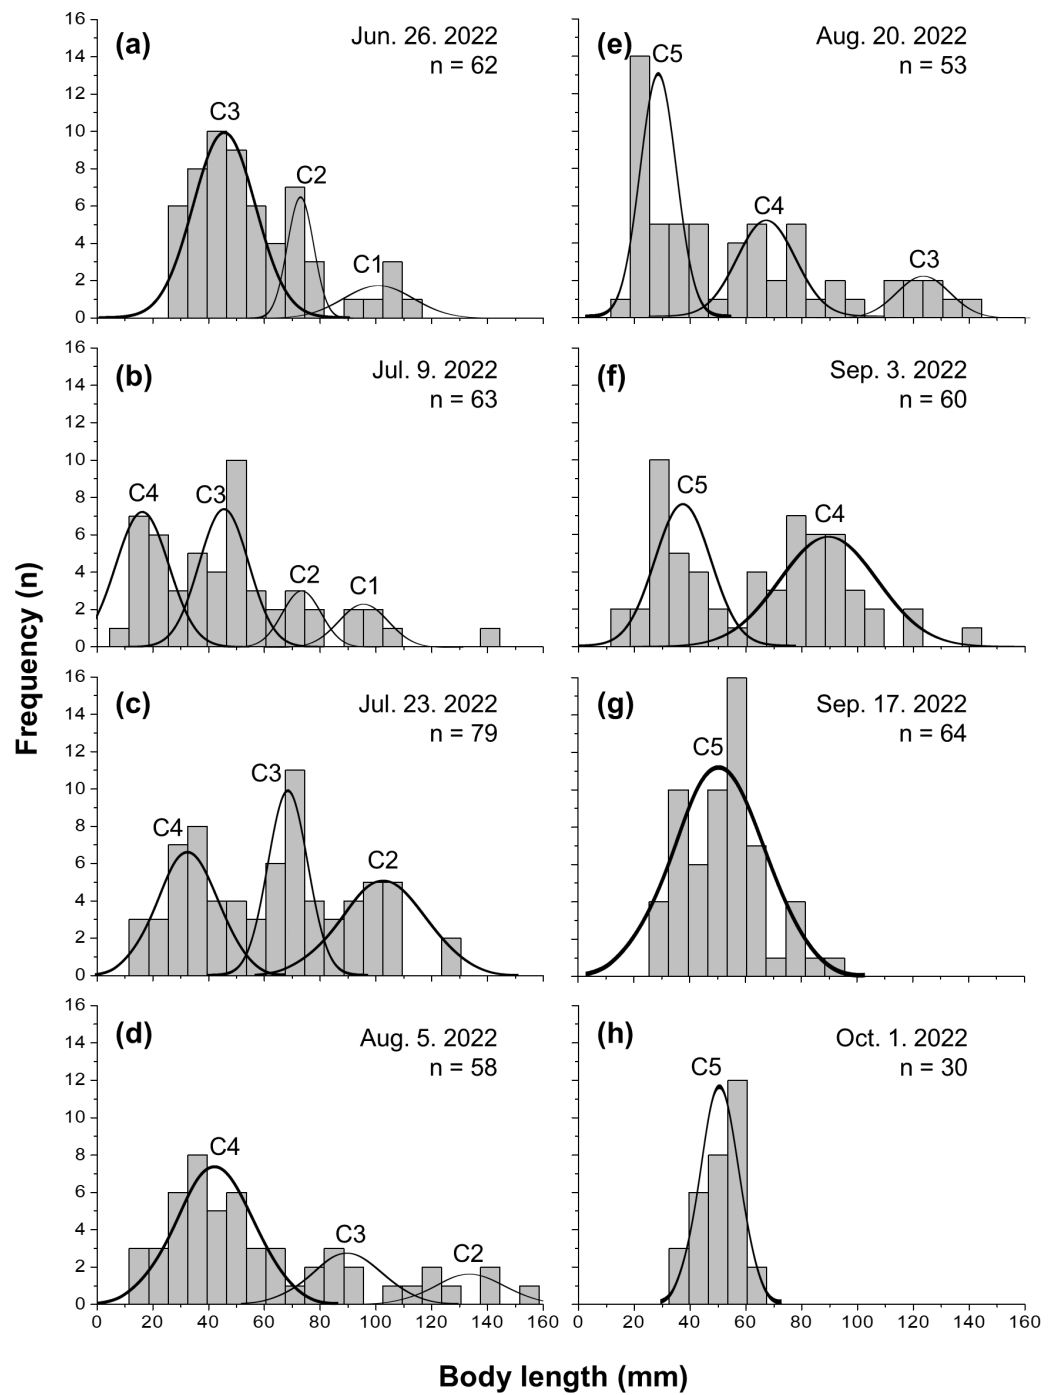 Frequency (n)
(a)
Jun. 26. 2022
n = 62
C3
C2
C1
16
14
12
10
8
6
4
2
0
(e)
Aug. 20. 2022
n = 53
C5
C4
C3
(b)
Jul. 9. 2022
n = 63
C4
C3
C2
C1
16
14
12
10
8
6
4
2
0
(f)
Sep. 3. 2022
n = 60
C5
C4
(c)
Jul. 23. 2022
n = 79
C4
C3
C2
16
14
12
10
8
6
4
2
0
(g)
Sep. 17. 2022
n = 64
C5
(d)
Aug. 5. 2022
n = 58
C4
C3
C2
16
14
12
10
8
6
4
2
0
0 20 40 60 80 100 120 140 160
(h)
Oct. 1. 2022
n = 30
C5
0 20 40 60 80 100 120 140 160
Body length (mm)